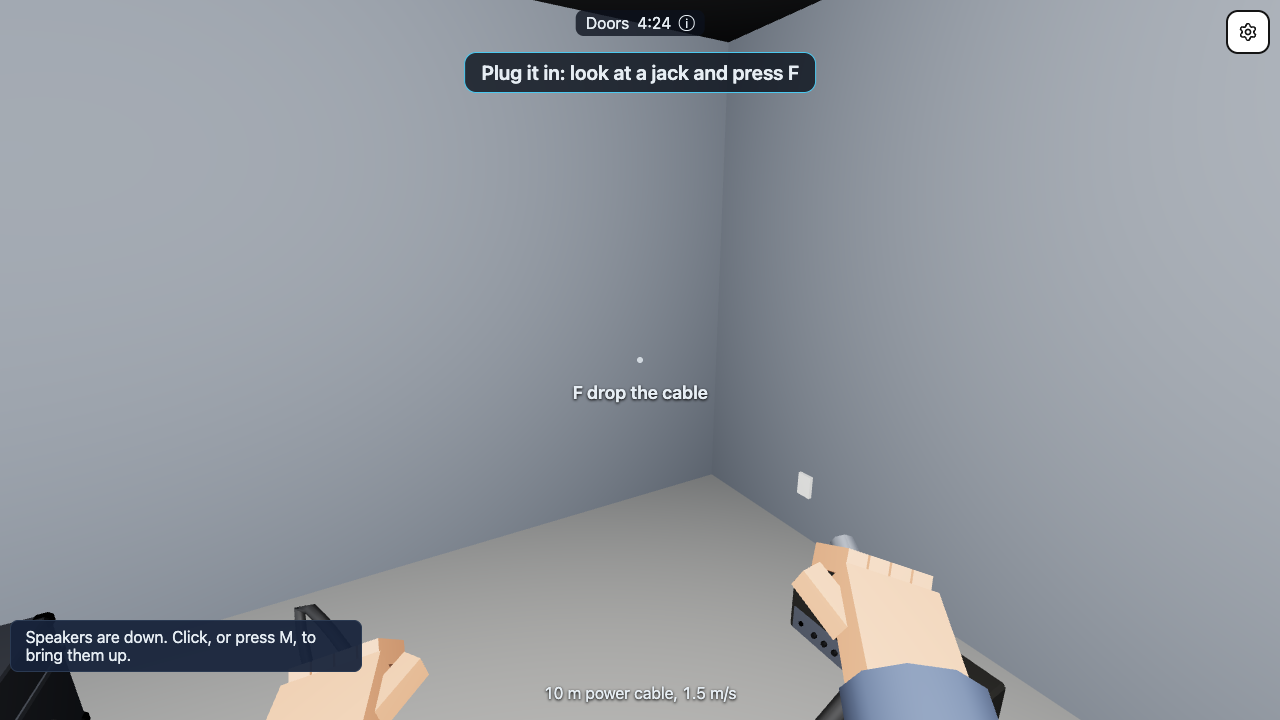 Doors 4:24 ⓘ
Plug it in: look at a jack and press F
F drop the cable
Speakers are down. Click, or press M, to
bring them up.
10 m power cable, 1.5 m/s